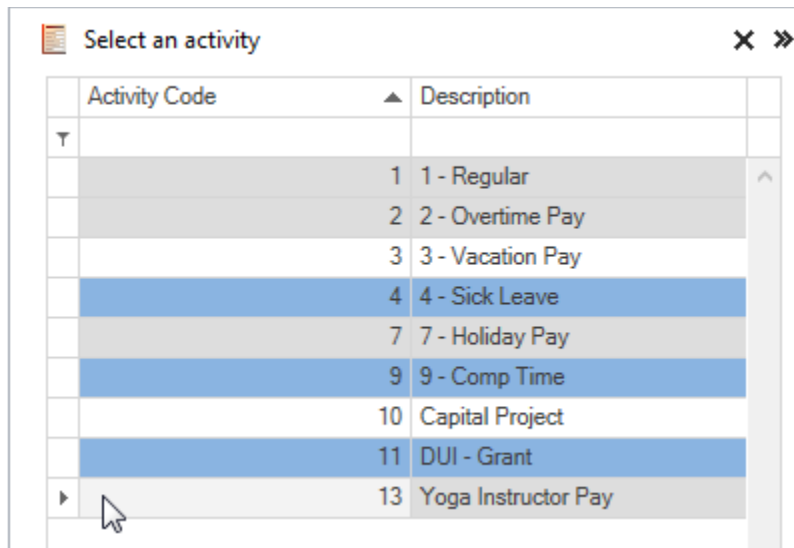 Select an activity
Activity Code Description
1 1 - Regular
2 2 - Overtime Pay
3 3 - Vacation Pay
4 4 - Sick Leave
7 7 - Holiday Pay
9 9 - Comp Time
10 Capital Project
11 DUI - Grant
13 Yoga Instructor Pay